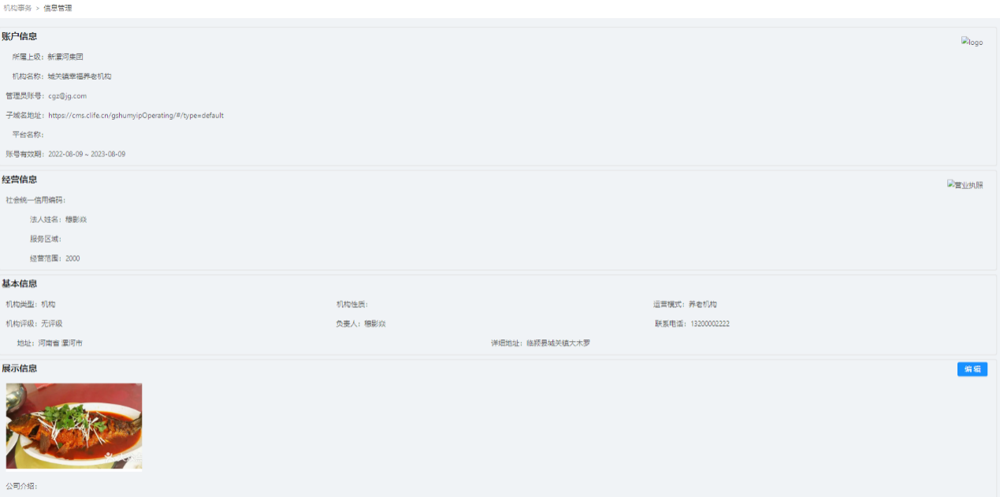 机构事务 > 信息管理
账户信息
logo
所属上级：新漯河集团
机构名称：城关镇幸福养老机构
管理员账号：cgz@jg.com
子域名地址：https://cms.clife.cn/gshumyipOperating/#/type=default
平台名称：
账号有效期：2022-08-09 ~ 2023-08-09
经营信息
营业执照
社会统一信用编码：
法人姓名：穆影焱
服务区域：
经营范围：2000
基本信息
机构类型：机构 机构性质： 运营模式：养老机构
机构评级：无评级 负责人：穆影焱 联系电话：13200002222
地址：河南省 漯河市 详细地址：临颍县城关镇大木罗
展示信息
编 辑
公司介绍：